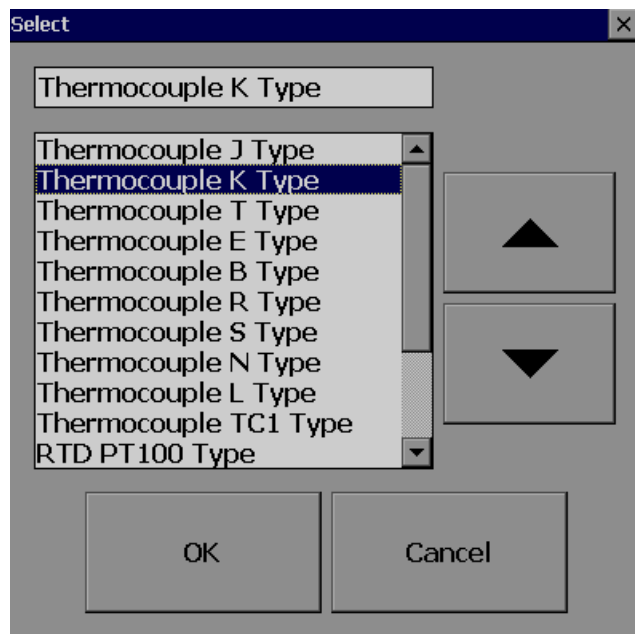 Select
Thermocouple K Type
Thermocouple J Type
Thermocouple K Type
Thermocouple T Type
Thermocouple E Type
Thermocouple B Type
Thermocouple R Type
Thermocouple S Type
Thermocouple N Type
Thermocouple L Type
Thermocouple TC1 Type
RTD PT100 Type
OK
Cancel